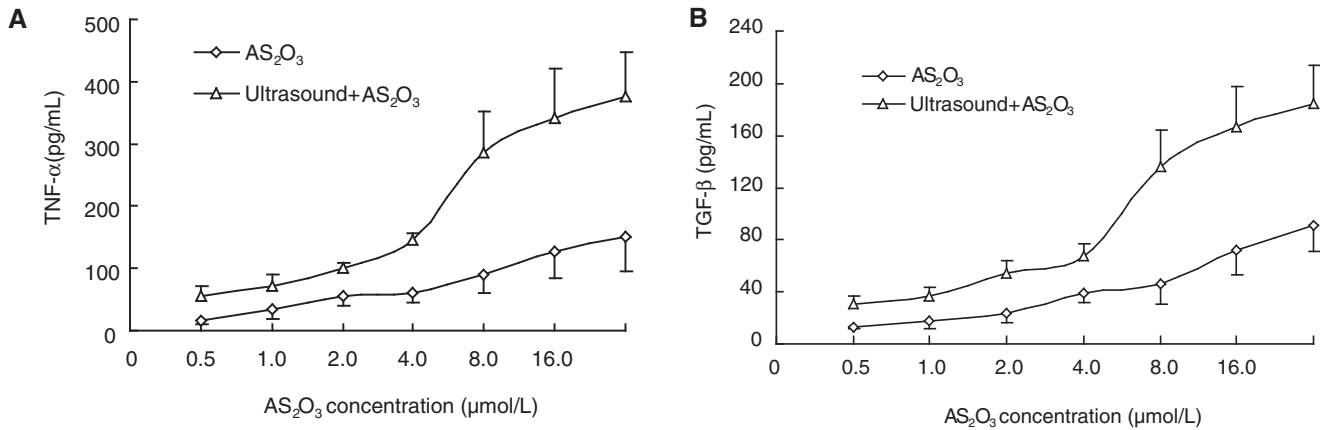 A
500
400
300
200
100
0
TNF-α(pg/mL)
AS₂O₃
Ultrasound+AS₂O₃
0 0.5 1.0 2.0 4.0 8.0 16.0
AS₂O₃ concentration (µmol/L)
B
240
200
160
120
80
40
0
TGF-β (pg/mL)
AS₂O₃
Ultrasound+AS₂O₃
0 0.5 1.0 2.0 4.0 8.0 16.0
AS₂O₃ concentration (µmol/L)